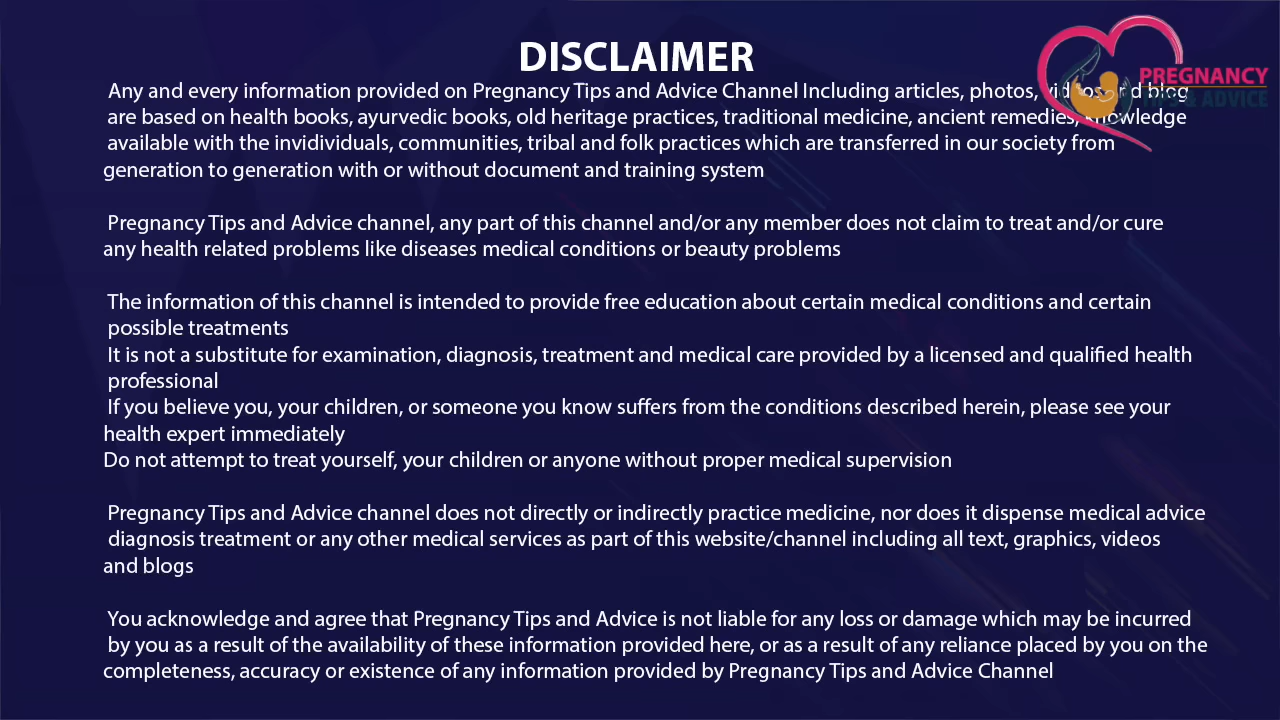 DISCLAIMER
PREGNANCY
TIPS & ADVICE
Any and every information provided on Pregnancy Tips and Advice Channel Including articles, photos, videos and blog
are based on health books, ayurvedic books, old heritage practices, traditional medicine, ancient remedies, knowledge
available with the invidividuals, communities, tribal and folk practices which are transferred in our society from
generation to generation with or without document and training system
Pregnancy Tips and Advice channel, any part of this channel and/or any member does not claim to treat and/or cure
any health related problems like diseases medical conditions or beauty problems
The information of this channel is intended to provide free education about certain medical conditions and certain
possible treatments
It is not a substitute for examination, diagnosis, treatment and medical care provided by a licensed and qualified health
professional
If you believe you, your children, or someone you know suffers from the conditions described herein, please see your
health expert immediately
Do not attempt to treat yourself, your children or anyone without proper medical supervision
Pregnancy Tips and Advice channel does not directly or indirectly practice medicine, nor does it dispense medical advice
diagnosis treatment or any other medical services as part of this website/channel including all text, graphics, videos
and blogs
You acknowledge and agree that Pregnancy Tips and Advice is not liable for any loss or damage which may be incurred
by you as a result of the availability of these information provided here, or as a result of any reliance placed by you on the
completeness, accuracy or existence of any information provided by Pregnancy Tips and Advice Channel